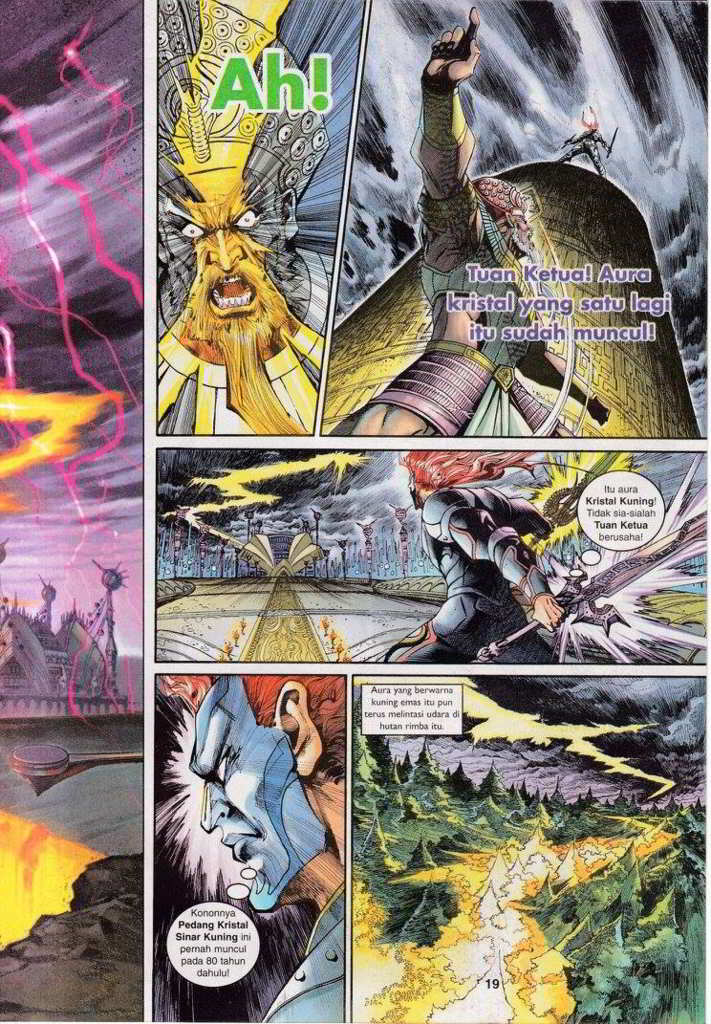 Ah!
Tuan Ketua! Aura
kristal yang satu lagi
itu sudah muncul!
Itu aura
Kristal Kuning!
Tidak sia-sialah
Tuan Ketua
berusaha!
Kononnya
Pedang Kristal
Sinar Kuning ini
pernah muncul
pada 80 tahun
dahulu!
Aura yang berwarna
kuning emas itu pun
terus melintasi udara di
hutan rimba itu.
19